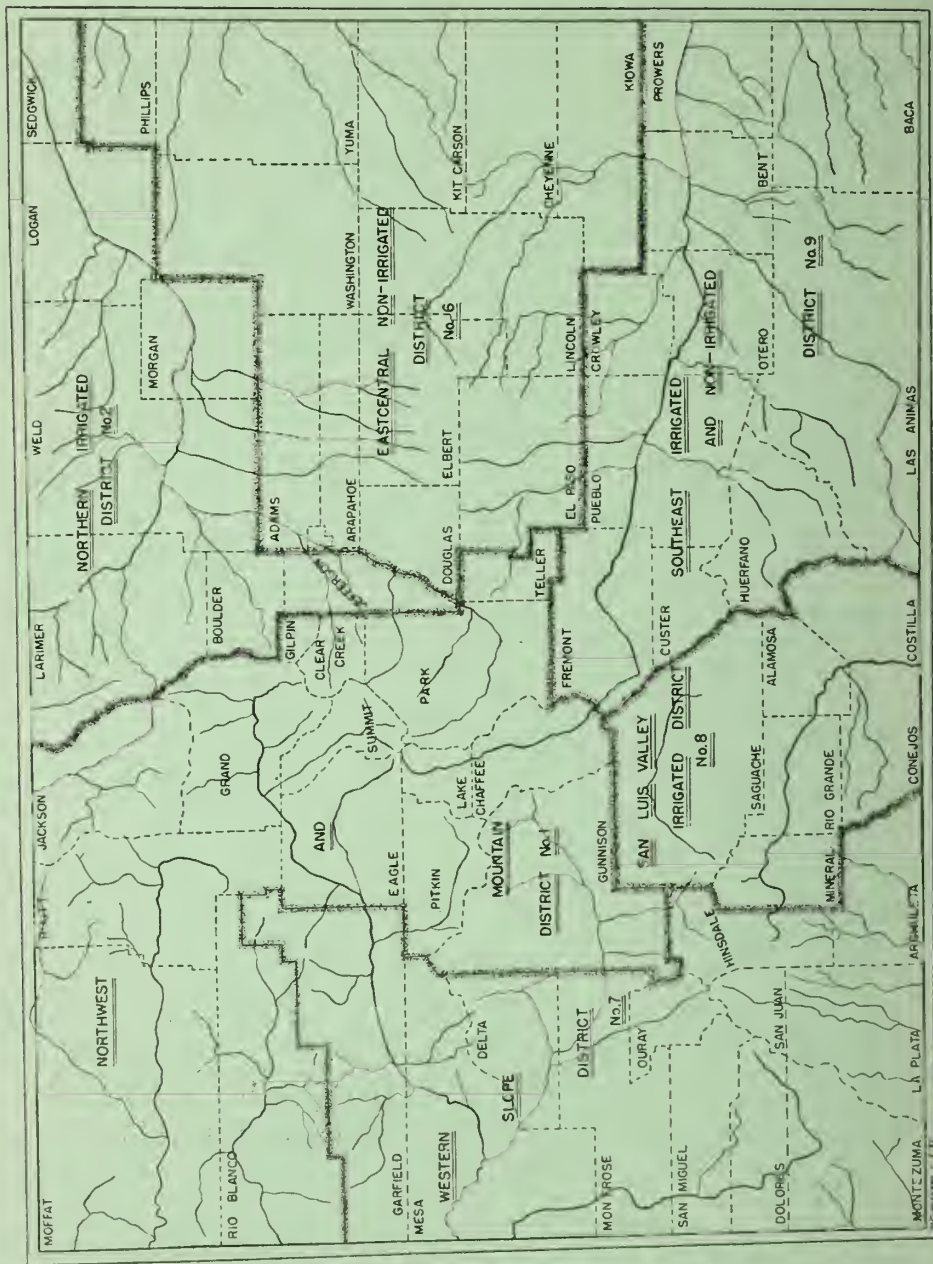 MOFFAT
JACKSON
LARIMER
WELD
LOGAN
SEDGWICK
NORTHWEST
NORTHERN IRRIGATED
DISTRICT No.2
PHILLIPS
MORGAN
RIO BLANCO
GRAND
BOULDER
AND
GILPIN
CLEAR
CREEK
ADAMS
JEFFERSON
ARAPAHOE
WASHINGTON
YUMA
EASTCENTRAL NON-IRRIGATED
DISTRICT
No.16
GARFIELD
MESA
EAGLE
SUMMIT
PARK
DOUGLAS
ELBERT
KIT CARSON
WESTERN
SLOPE
DELTA
PITKIN
LAKE
CHAFFEE
MOUNTAIN
DISTRICT No.1
TELLER
EL PASO
LINCOLN
CHEYENNE
DISTRICT
No.7
MONTROSE
OURAY
GUNNISON
FREMONT
PUEBLO
CROWLEY
KIOWA
PROWERS
SAN MIGUEL
SAN LUIS VALLEY
IRRIGATED DISTRICT
No.8
CUSTER
SOUTHEAST
IRRIGATED
AND NON-IRRIGATED
DISTRICT No.9
HINSDALE
SAGUACHE
HUERFANO
OTERO
BENT
DOLORES
SAN JUAN
MINERAL
RIO GRANDE
ALAMOSA
MONTEZUMA
LA PLATA
ARCHULETA
CONEJOS
COSTILLA
LAS ANIMAS
BACA